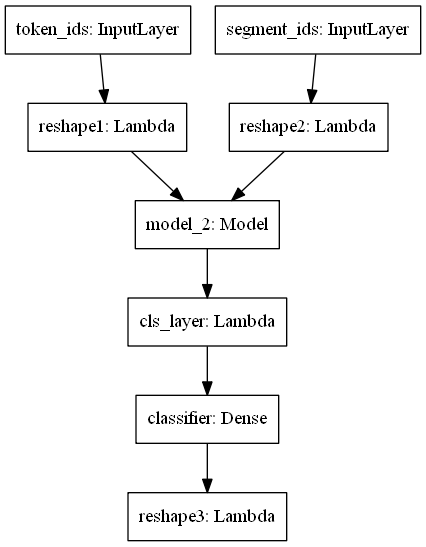 token_ids: InputLayer
segment_ids: InputLayer
reshape1: Lambda
reshape2: Lambda
model_2: Model
cls_layer: Lambda
classifier: Dense
reshape3: Lambda